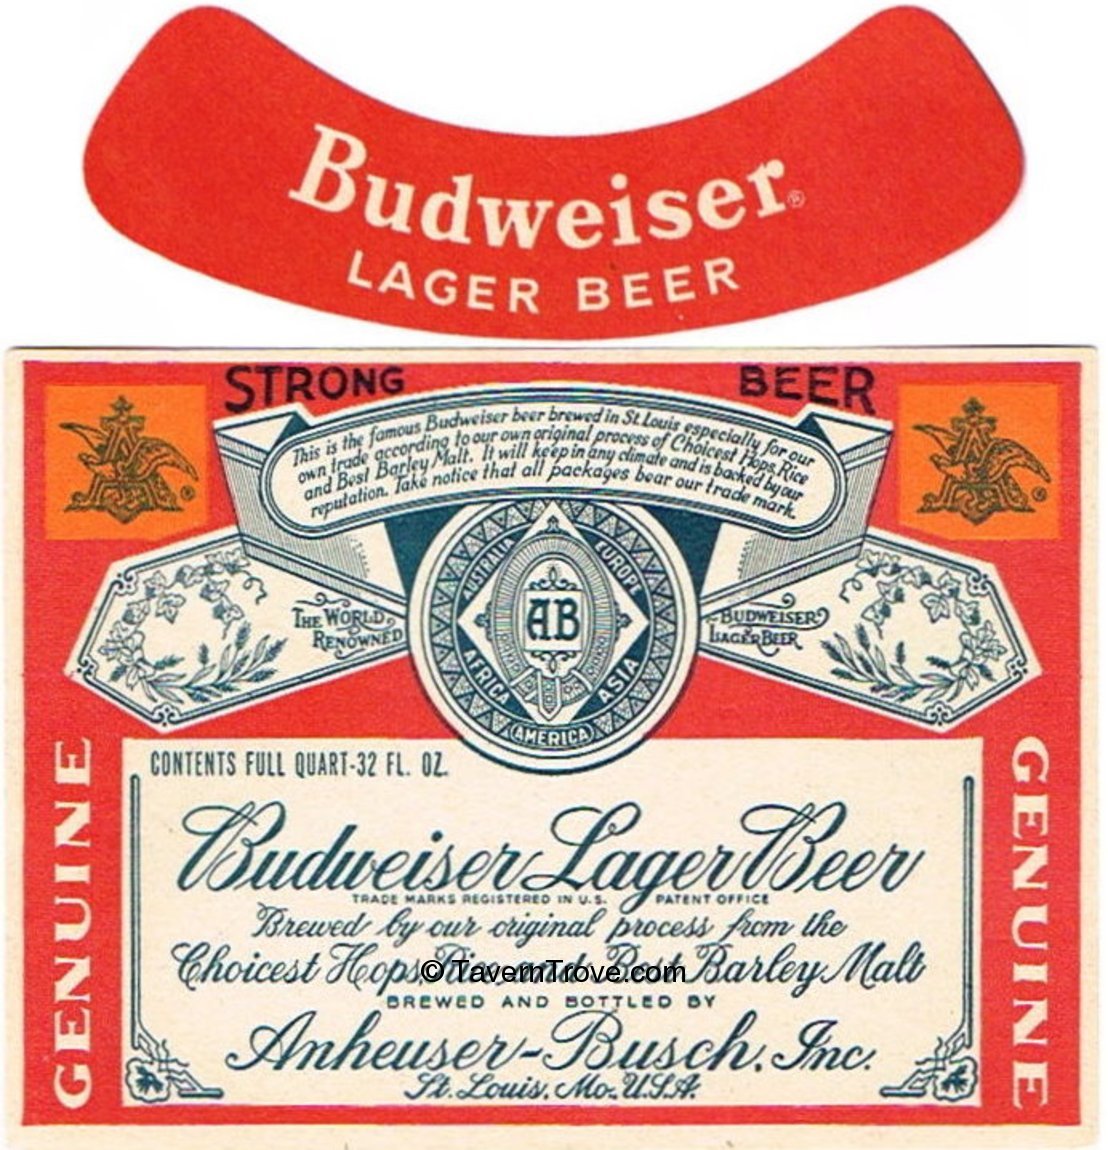 Budweiser®
LAGER BEER
STRONG BEER
This is the famous Budweiser beer brewed in St. Louis especially for our
own trade according to our own original process of Choicest Hops, Rice
and Best Barley Malt. It will keep in any climate and is backed by our
reputation. Take notice that all packages bear our trade mark.
AUSTRALIA
EUROPE
THE WORLD
RENOWNED
AB
BUDWEISER
LAGER BEER
AFRICA
ASIA
AMERICA
GENUINE
GENUINE
CONTENTS FULL QUART-32 FL. OZ.
Budweiser Lager Beer
TRADE MARKS REGISTERED IN U.S. PATENT OFFICE
Brewed by our original process from the
Choicest Hops, Rice and Best Barley Malt
© TavernTrove.com
BREWED AND BOTTLED BY
Anheuser-Busch, Inc.
St. Louis, Mo. U.S.A.